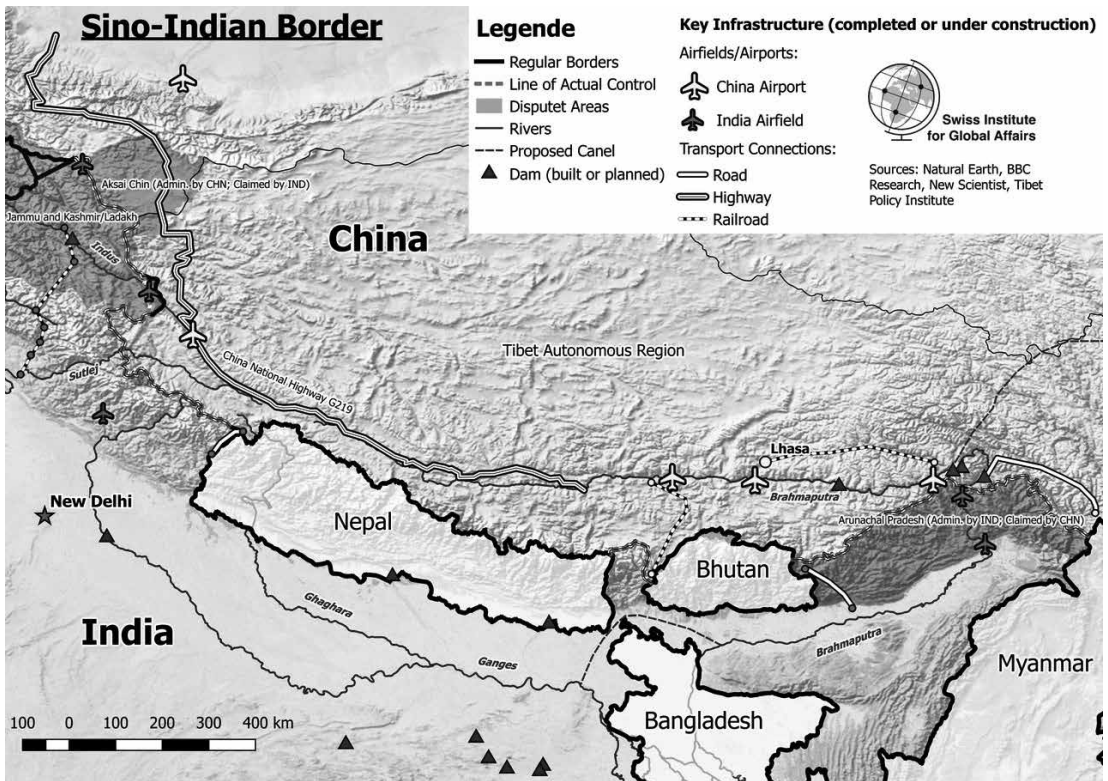 Sino-Indian Border
Legende
Regular Borders
Line of Actual Control
Disputet Areas
Rivers
Proposed Canel
Dam (built or planned)
Key Infrastructure (completed or under construction)
Airfields/Airports:
China Airport
India Airfield
Transport Connections:
Road
Highway
Railroad
Swiss Institute
for Global Affairs
Sources: Natural Earth, BBC
Research, New Scientist, Tibet
Policy Institute
Aksai Chin (Admin. by CHN; Claimed by IND)
Jammu and Kashmir/Ladakh
Indus
China
Tibet Autonomous Region
China National Highway G219
Sutlej
Lhasa
New Delhi
Brahmaputra
Nepal
Arunachal Pradesh (Admin. by IND; Claimed by CHN)
Bhutan
Ghaghara
India
Ganges
Brahmaputra
Myanmar
Bangladesh
100 0 100 200 300 400 km